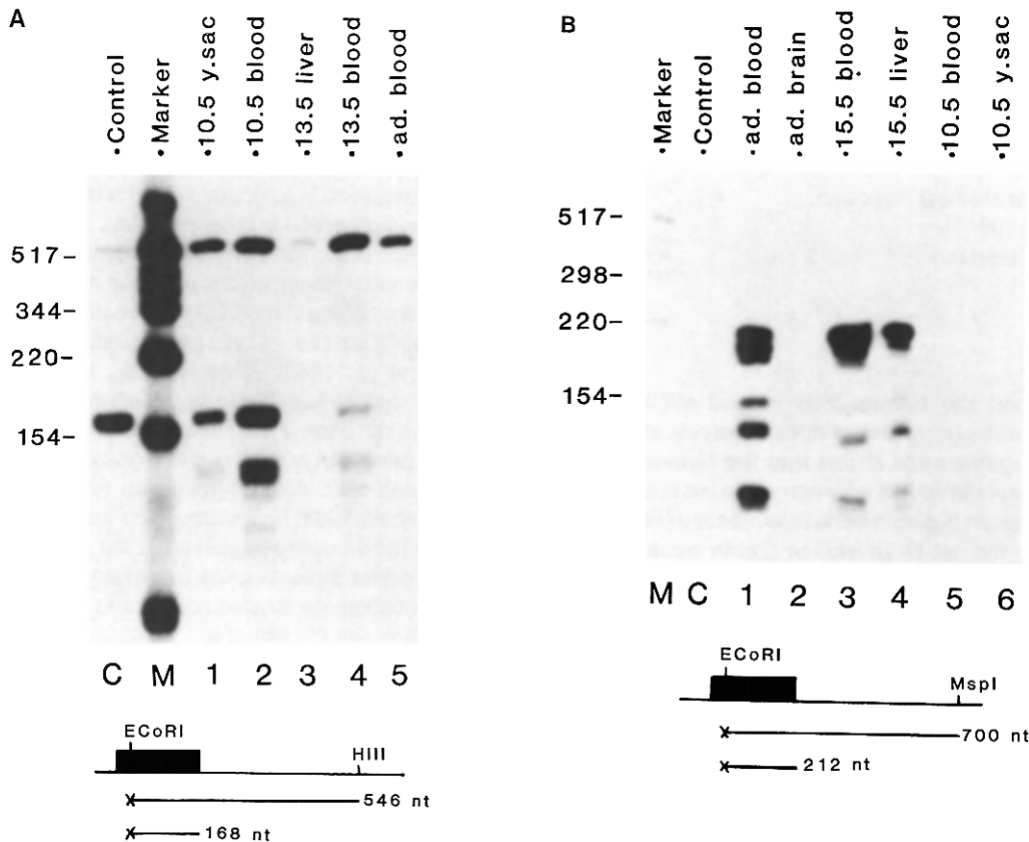 A
•Control
•Marker
•10.5 y.sac
•10.5 blood
•13.5 liver
•13.5 blood
•ad. blood
517-
344-
220-
154-
C M 1 2 3 4 5
ECoRI
HIII
546 nt
168 nt
B
•Marker
•Control
•ad. blood
•ad. brain
•15.5 blood
•15.5 liver
•10.5 blood
•10.5 y.sac
517-
298-
220-
154-
M C 1 2 3 4 5 6
ECoRI
MspI
700 nt
212 nt